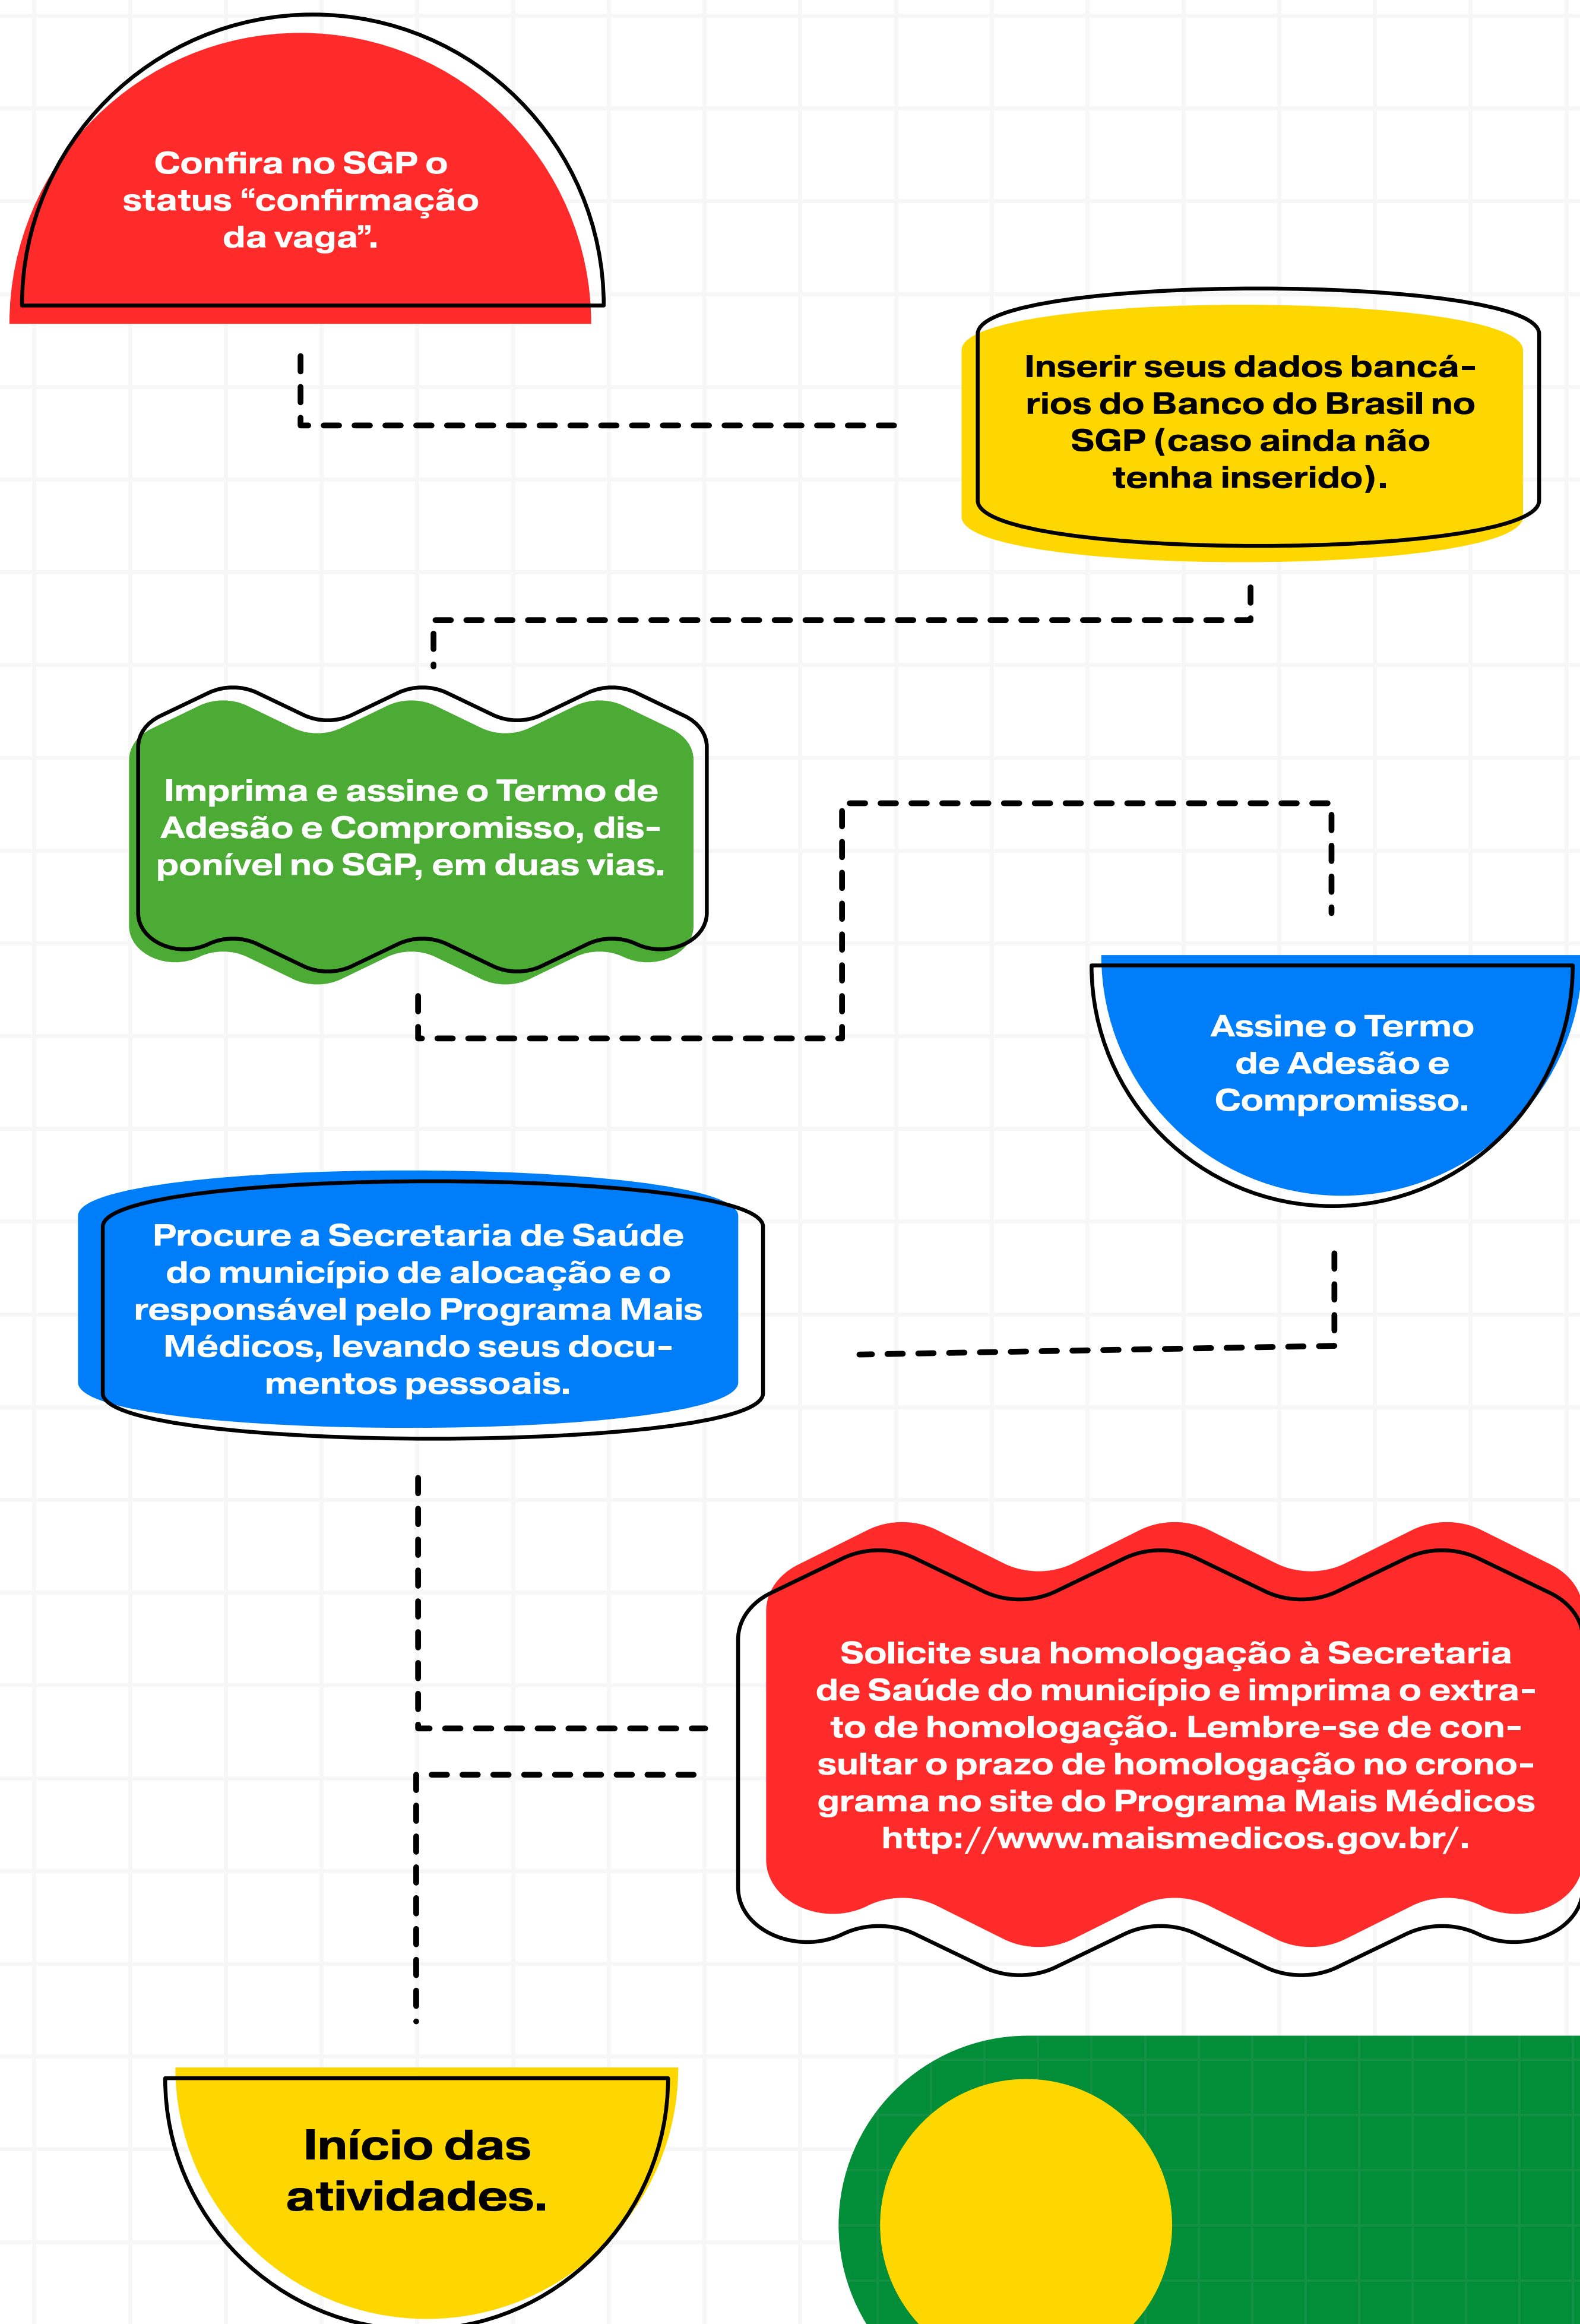 Confira no SGP o
status “confirmação
da vaga”.
Inserir seus dados bancá-
rios do Banco do Brasil no
SGP (caso ainda não
tenha inserido).
Imprima e assine o Termo de
Adesão e Compromisso, dis-
ponível no SGP, em duas vias.
Assine o Termo
de Adesão e
Compromisso.
Procure a Secretaria de Saúde
do município de alocação e o
responsável pelo Programa Mais
Médicos, levando seus docu-
mentos pessoais.
Solicite sua homologação à Secretaria
de Saúde do município e imprima o extra-
to de homologação. Lembre-se de con-
sultar o prazo de homologação no crono-
grama no site do Programa Mais Médicos
http://www.maismedicos.gov.br/.
Início das
atividades.